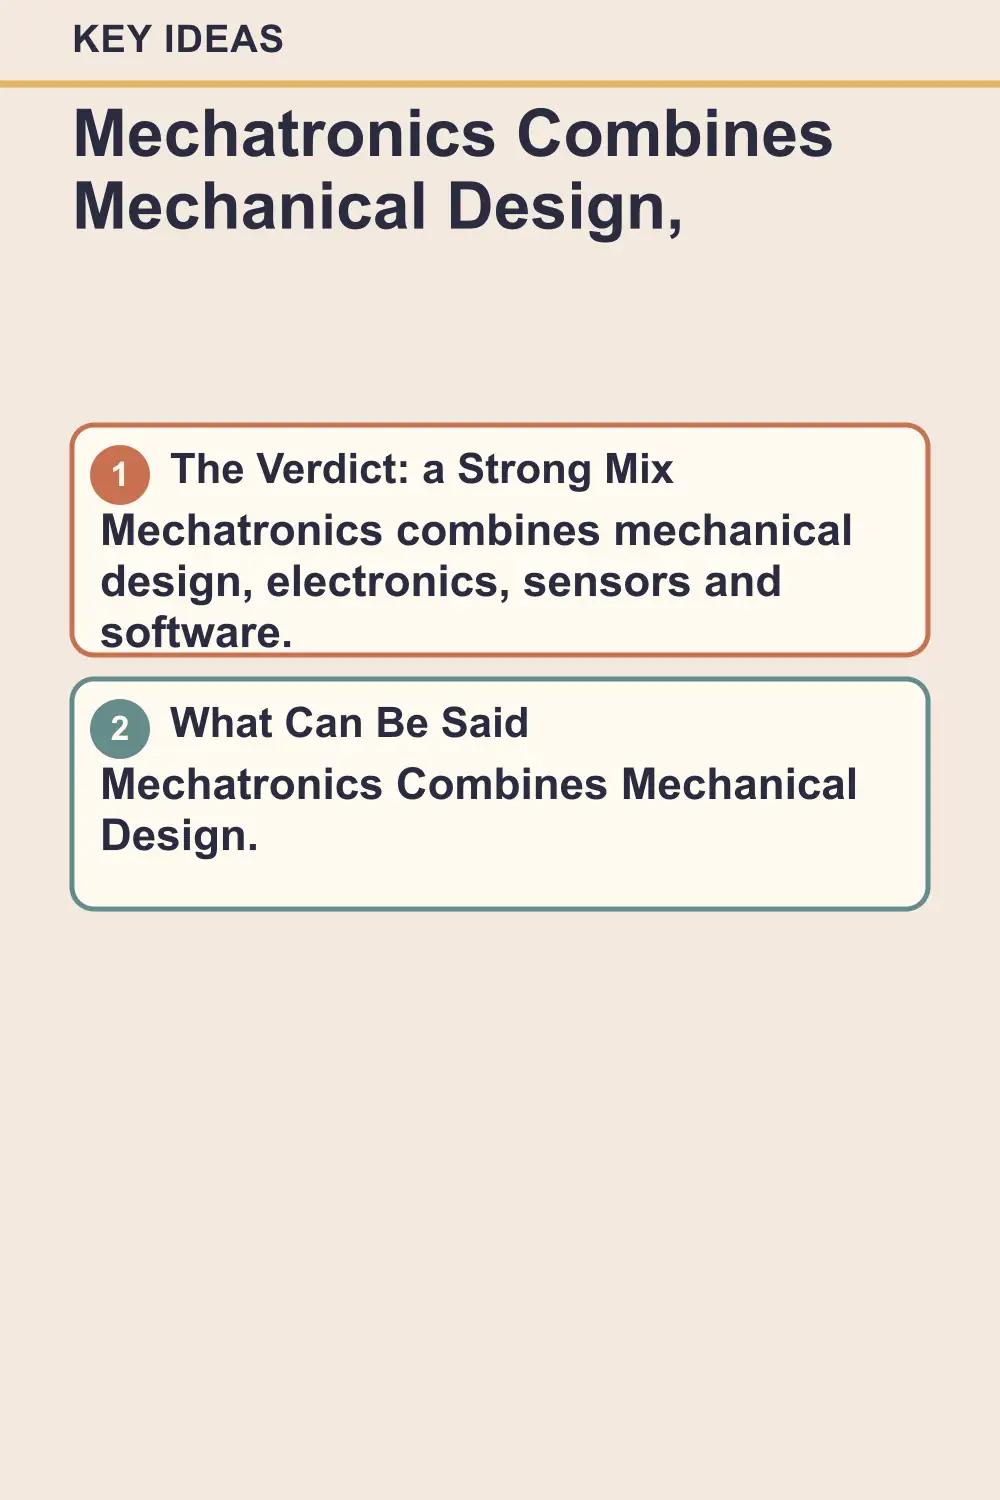 KEY IDEAS
Mechatronics Combines
Mechanical Design,
1 The Verdict: a Strong Mix
Mechatronics combines mechanical
design, electronics, sensors and
software.
2 What Can Be Said
Mechatronics Combines Mechanical
Design.